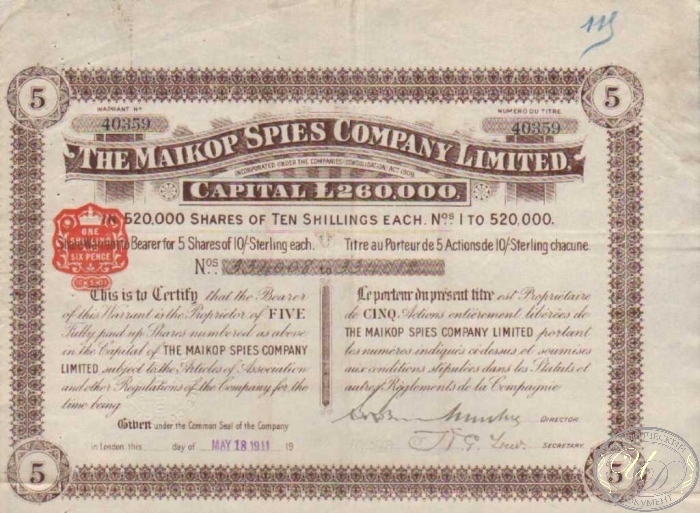 115
5
5
WARRANT Nº
NUMÉRO DU TITRE
40359
40359
THE MAIKOP SPIES COMPANY LIMITED.
INCORPORATED UNDER THE COMPANIES (CONSOLIDATION) ACT 1908
CAPITAL £260,000.
IN 520,000 SHARES OF TEN SHILLINGS EACH. Nos 1 TO 520,000.
ONE
SIX PENCE
Share Warrant to Bearer for 5 Shares of 10/- Sterling each.
Titre au Porteur de 5 Actions de 10/- Sterling chacune.
Nos. to
This is to Certify that the Bearer
of this Warrant is the Proprietor of FIVE
Fully paid up Shares numbered as above
in the Capital of THE MAIKOP SPIES COMPANY
LIMITED subject to the Articles of Association
and other Regulations of the Company for the
time being
Le porteur du présent titre est Propriétaire
de CINQ. Actions entièrement libérées de
THE MAIKOP SPIES COMPANY LIMITED portant
les numéros indiqués ci-dessus et soumises
aux conditions stipulées dans les Statuts et
autres Règlements de la Compagnie
Given under the Common Seal of the Company
in London this day of MAY 18 1911 19
DIRECTOR
SECRETARY.
5
5